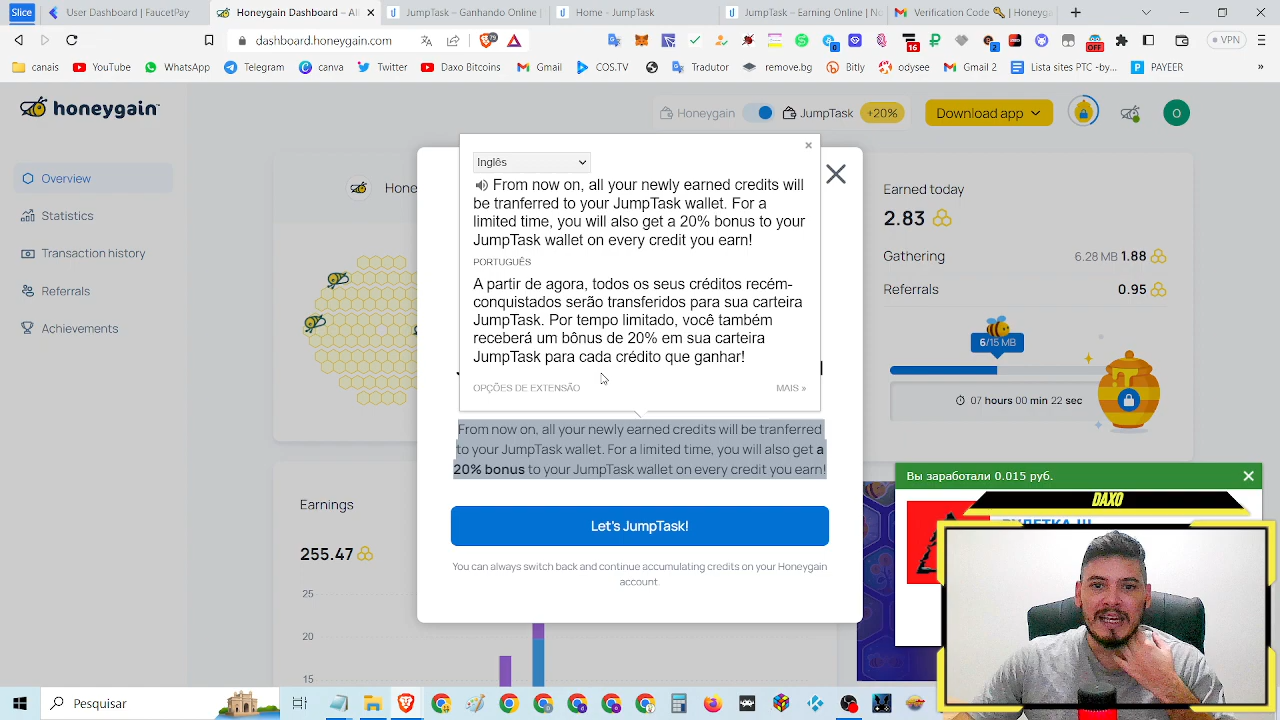 Slice
User Dashboard | FaucetPay
Honeygain Dashboard – Ali
JumpTask – Ganhando Online
Home - JumpTask
JumpTask – Earning Online | No
Verification Code 🔑 | Honeyga
dashboard.honeygain.com
79
0
16
2
OFF
VPN
canais
YouTube
WhatsApp
Telegram
canva
Twitter
Daxo Bitcoins
Gmail
COS.TV
Tradutor
remove.bg
Bity
odysee
Gmail 2
Lista sites PTC -by...
PAYEER
»
honeygain
Honeygain
JumpTask
+20%
Download app
O
Overview
Statistics
Transaction history
Referrals
Achievements
Hone
Inglês
From now on, all your newly earned credits will
be tranferred to your JumpTask wallet. For a
limited time, you will also get a 20% bonus to your
JumpTask wallet on every credit you earn!
PORTUGUÊS
A partir de agora, todos os seus créditos recém-
conquistados serão transferidos para sua carteira
JumpTask. Por tempo limitado, você também
receberá um bônus de 20% em sua carteira
JumpTask para cada crédito que ganhar!
OPÇÕES DE EXTENSÃO
MAIS »
From now on, all your newly earned credits will be tranferred
to your JumpTask wallet. For a limited time, you will also get a
20% bonus to your JumpTask wallet on every credit you earn!
Let's JumpTask!
You can always switch back and continue accumulating credits on your Honeygain
account.
Earned today
2.83
Gathering
6.28 MB 1.88
Referrals
0.95
6/15 MB
07 hours 00 min 22 sec
Earnings
255.47
25
20
15
Вы заработали 0.015 руб.
DAXO
Pesquisar